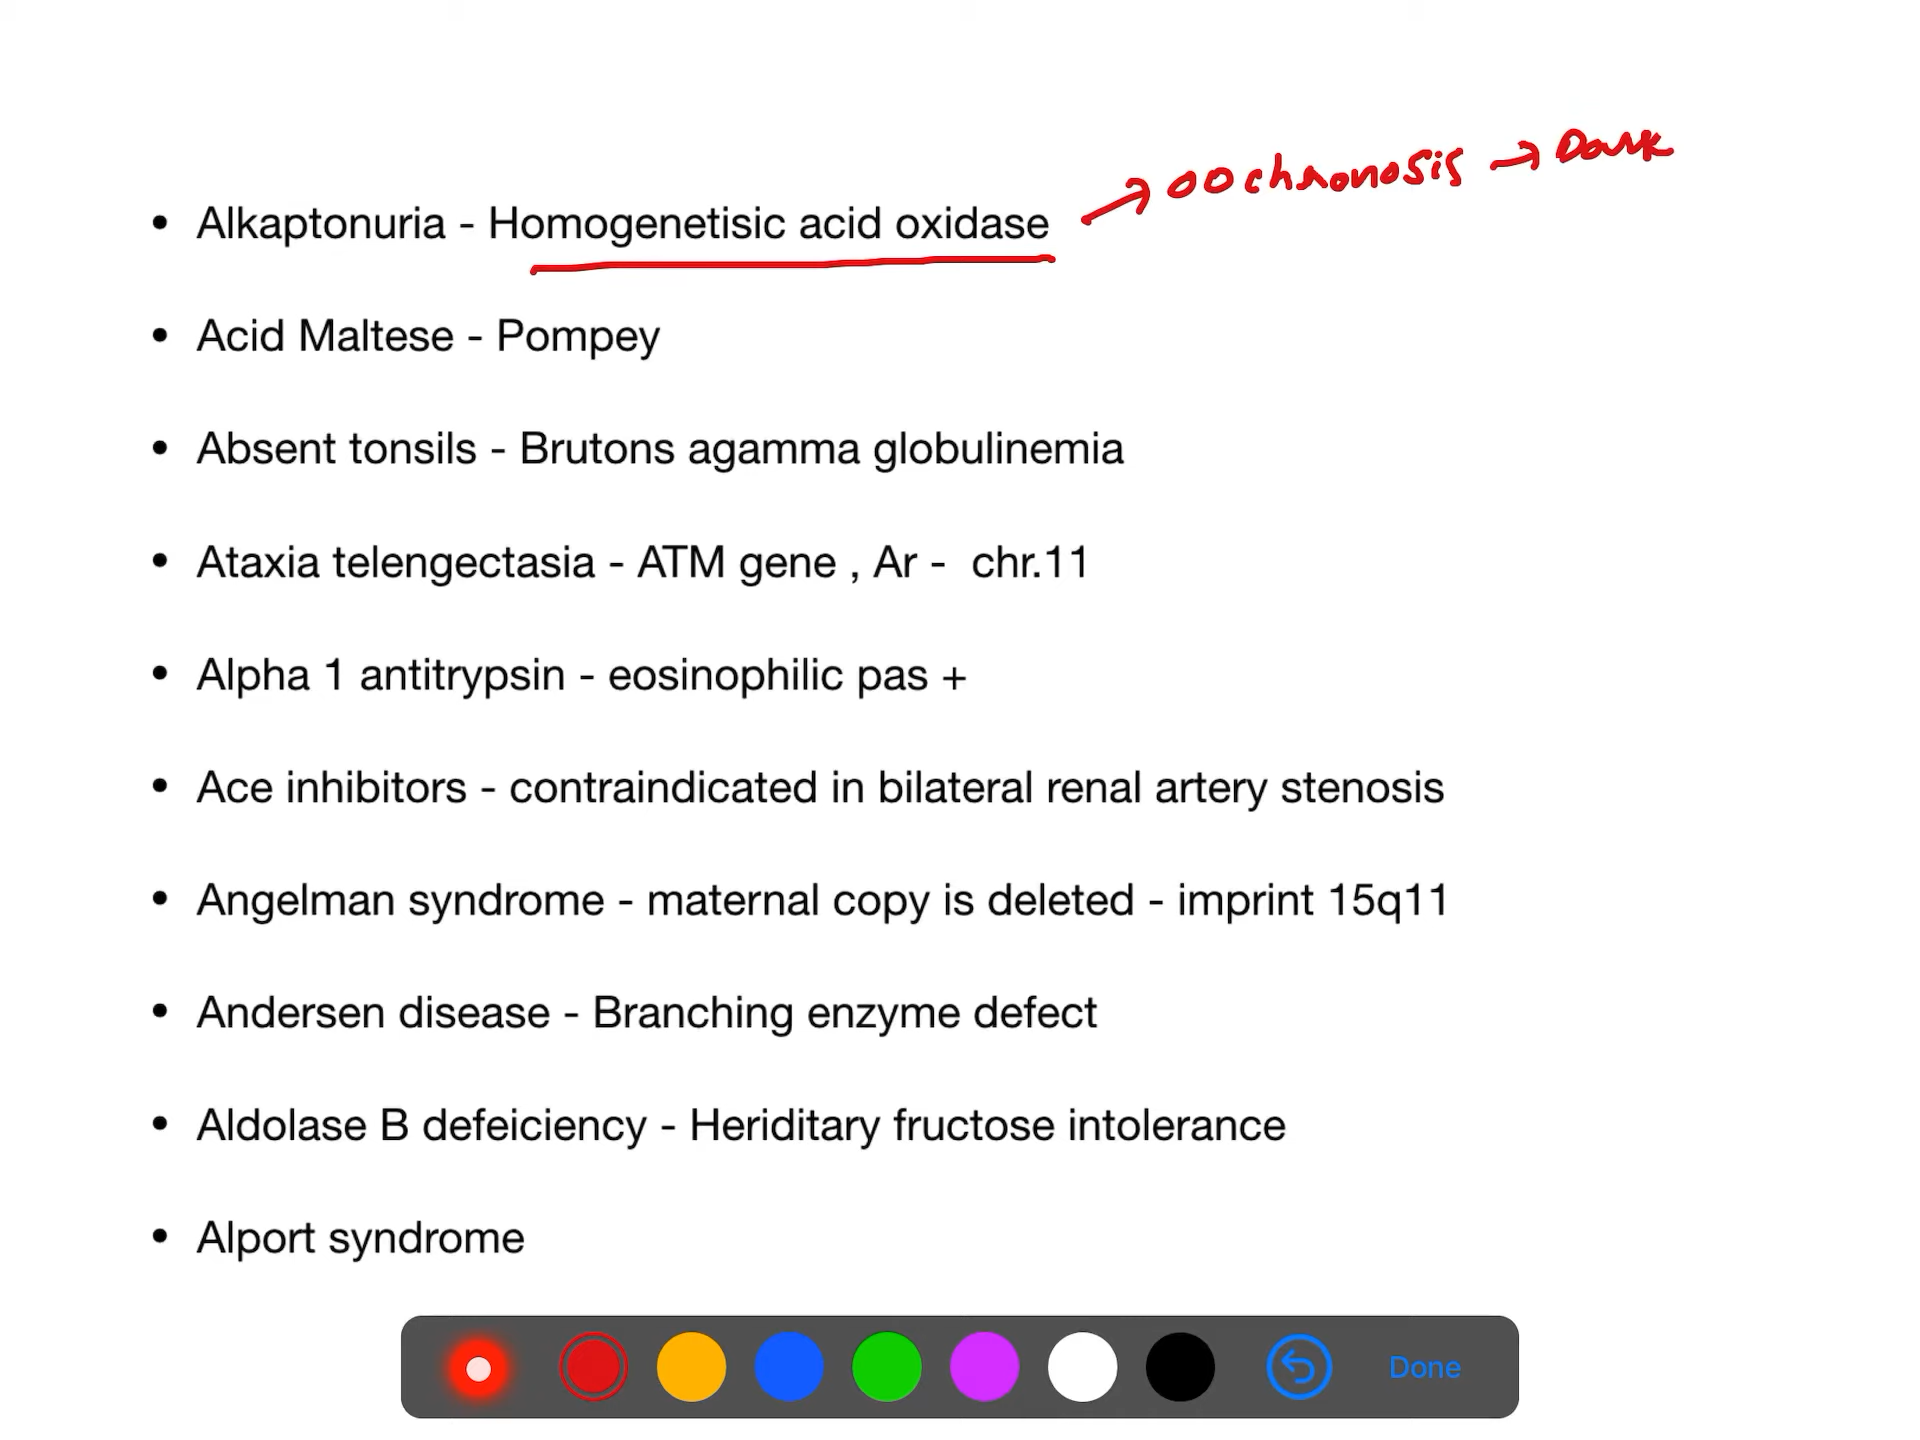 → oochronosis → Dark
• Alkaptonuria - Homogenetisic acid oxidase
• Acid Maltese - Pompey
• Absent tonsils - Brutons agamma globulinemia
• Ataxia telengectasia - ATM gene , Ar - chr.11
• Alpha 1 antitrypsin - eosinophilic pas +
• Ace inhibitors - contraindicated in bilateral renal artery stenosis
• Angelman syndrome - maternal copy is deleted - imprint 15q11
• Andersen disease - Branching enzyme defect
• Aldolase B defeiciency - Heriditary fructose intolerance
• Alport syndrome
Done